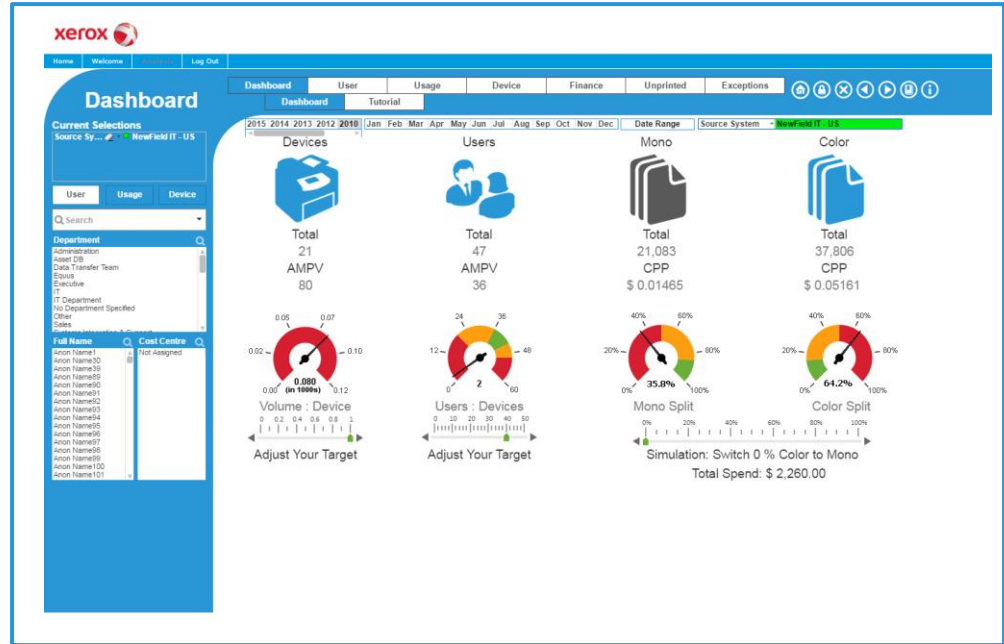 xerox
Home Welcome Analysis Log Out
Dashboard
Dashboard User Usage Device Finance Unprinted Exceptions
Dashboard Tutorial
Current Selections
Source Sy... NewField IT - US
2015 2014 2013 2012 2010 Jan Feb Mar Apr May Jun Jul Aug Sep Oct Nov Dec Date Range Source System NewField IT - US
User Usage Device
Search
Department
Administration
Asset DB
Data Transfer Team
Equus
Executive
IT
IT Department
No Department Specified
Other
Sales
Full Name Cost Centre
Anon Name1 Not Assigned
Anon Name30
Anon Name39
Anon Name89
Anon Name90
Anon Name91
Anon Name92
Anon Name93
Anon Name94
Anon Name95
Anon Name96
Anon Name97
Anon Name98
Anon Name99
Anon Name100
Anon Name101
Devices Users Mono Color
Total Total Total Total
21 47 21,083 37,806
AMPV AMPV CPP CPP
80 36 $ 0.01465 $ 0.05161
0.05 0.07 24 36 40% 60% 40% 60%
0.02 0.10 12 48 20% 80% 20% 80%
0.00 0.080 0.12 0 2 60 0% 35.8% 100% 0% 64.2% 100%
(in 1000s)
Volume : Device Users : Devices Mono Split Color Split
0 0.2 0.4 0.6 0.8 1 0 10 20 30 40 50 0% 20% 40% 60% 80% 100%
Adjust Your Target Adjust Your Target Simulation: Switch 0 % Color to Mono
Total Spend: $ 2,260.00